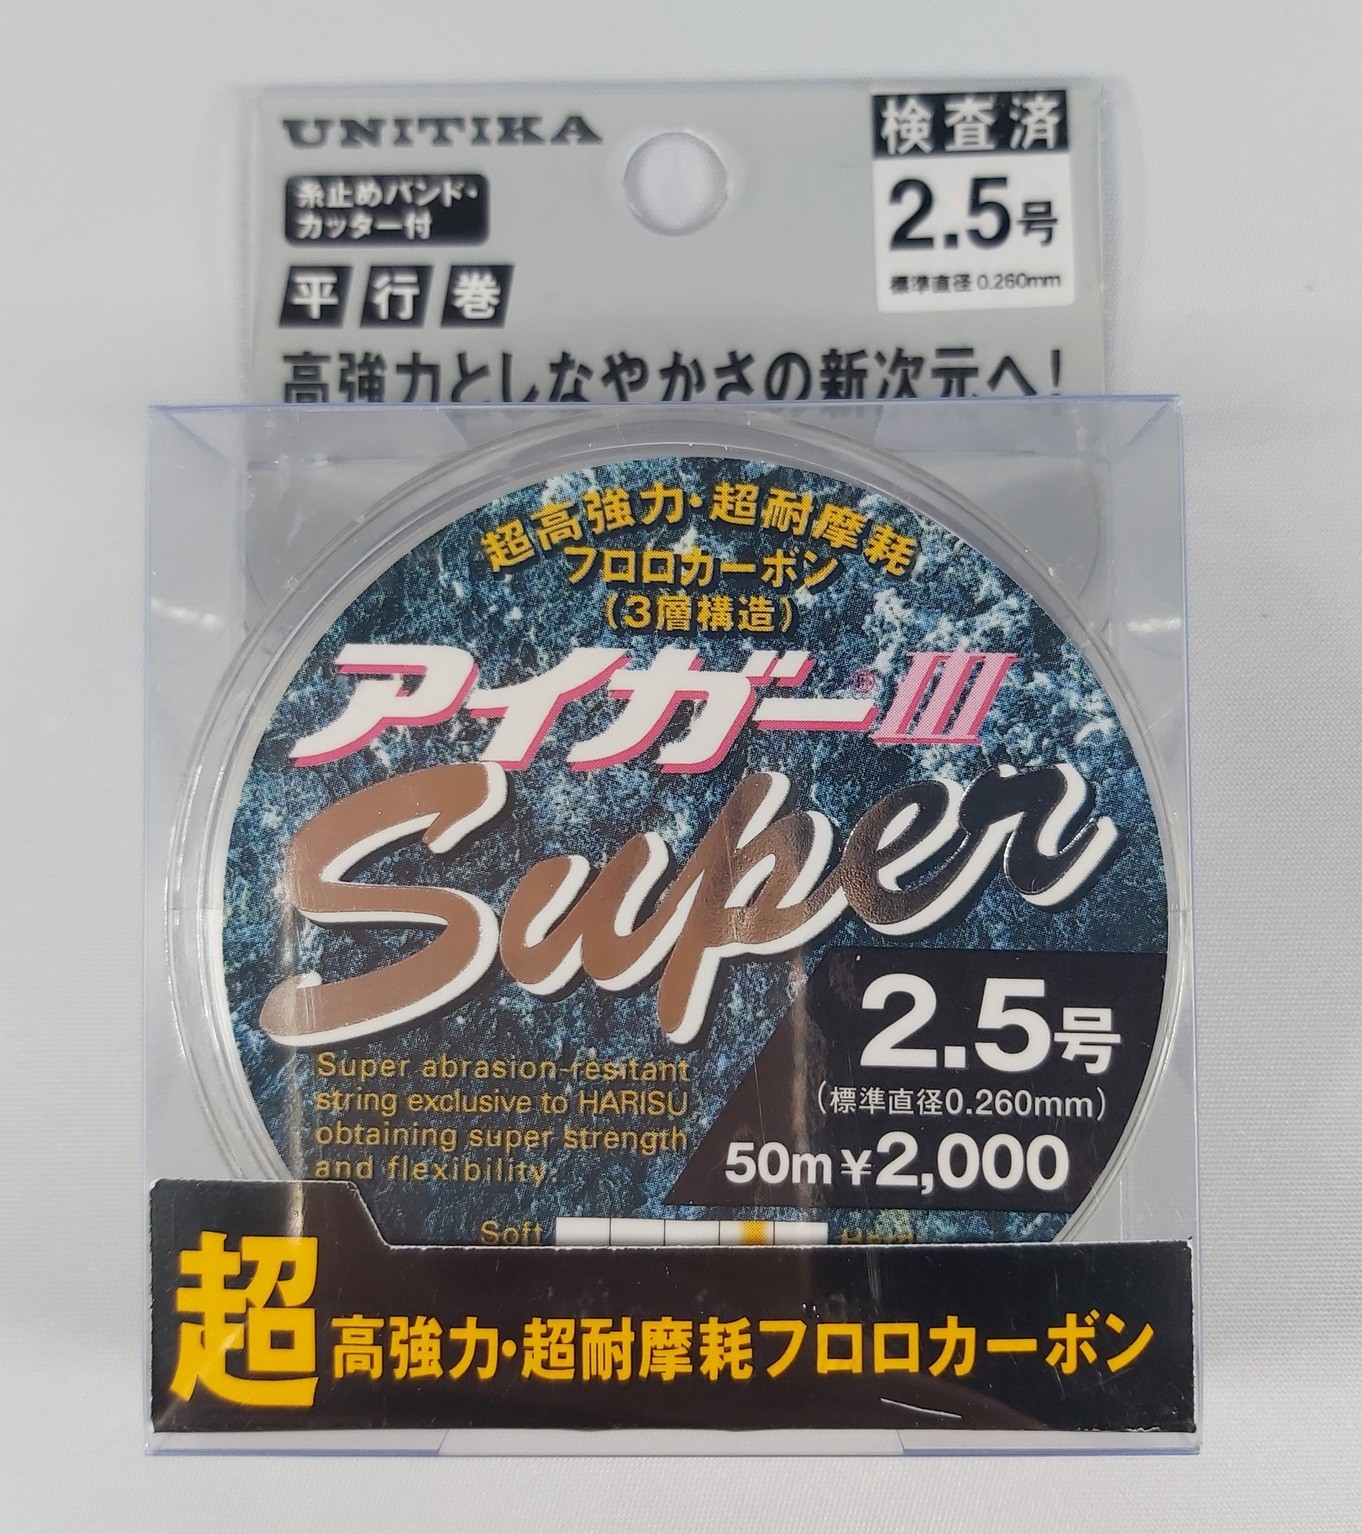 UNITIKA
糸止めバンド・
カッター付
平行巻
検査済
2.5号
標準直径0.260mm
高強力としなやかさの新次元へ!
超高強力・超耐摩耗
フロロカーボン
(3層構造)
アイガー®III
Super
2.5号
(標準直径0.260mm)
50m¥2,000
Super abrasion-resitant
string exclusive to HARISU,
obtaining super strength
and flexibility.
Soft
超高強力・超耐摩耗フロロカーボン